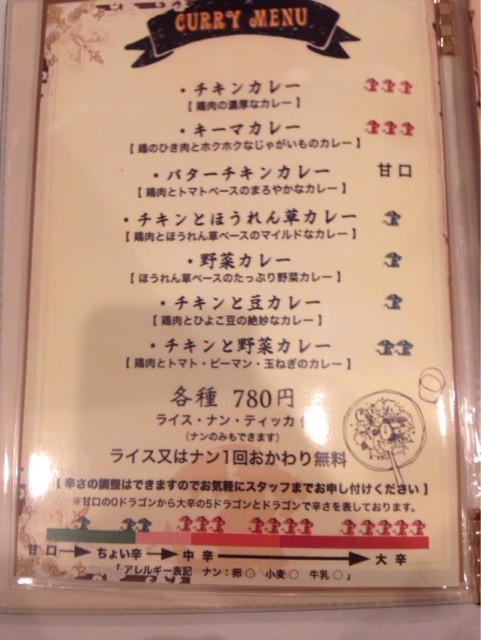 CURRY MENU
・チキンカレー
【 鶏肉の濃厚なカレー 】
・キーマカレー
【 鶏のひき肉とホクホクなじゃがいものカレー 】
・バターチキンカレー 甘口
【 鶏肉とトマトベースのまろやかなカレー 】
・チキンとほうれん草カレー
【 鶏肉とほうれん草ベースのマイルドなカレー 】
・野菜カレー
【 ほうれん草ベースのたっぷり野菜カレー 】
・チキンと豆カレー
【 鶏肉とひよこ豆の絶妙なカレー 】
・チキンと野菜カレー
【 鶏肉とトマト・ピーマン・玉ねぎのカレー 】
各種 780円
ライス・ナン・ティッカ
(ナンのみもできます)
ライス又はナン1回おかわり無料
【 辛さの調整はできますのでお気軽にスタッフまでお申し付けください 】
※甘口の0ドラゴンから大辛の5ドラゴンで辛さを表しております。
甘口 → ちょい辛 → 中辛 → 大辛
「 アレルギー表記 ナン:卵○ 小麦○ 牛乳○ 」